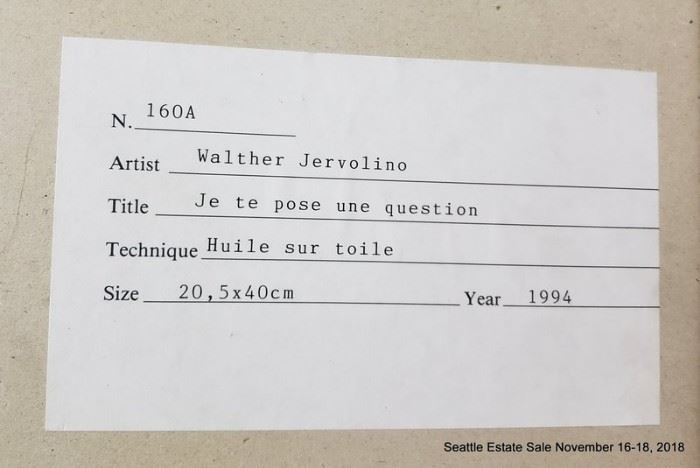 N. 160A
Artist Walther Jervolino
Title Je te pose une question
Technique Huile sur toile
Size 20,5x40cm Year 1994
Seattle Estate Sale November 16-18, 2018